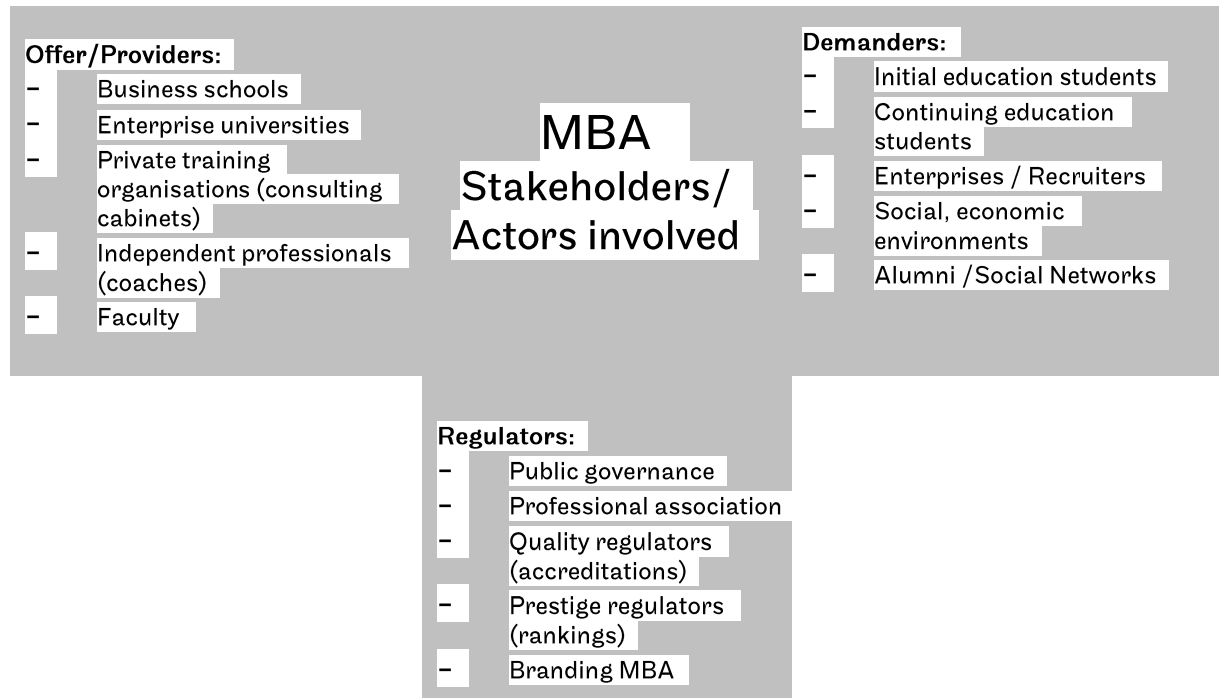 Offer/Providers:
– Business schools
– Enterprise universities
– Private training
organisations (consulting
cabinets)
– Independent professionals
(coaches)
– Faculty
MBA
Stakeholders/
Actors involved
Demanders:
– Initial education students
– Continuing education
students
– Enterprises / Recruiters
– Social, economic
environments
– Alumni /Social Networks
Regulators:
– Public governance
– Professional association
– Quality regulators
(accreditations)
– Prestige regulators
(rankings)
– Branding MBA